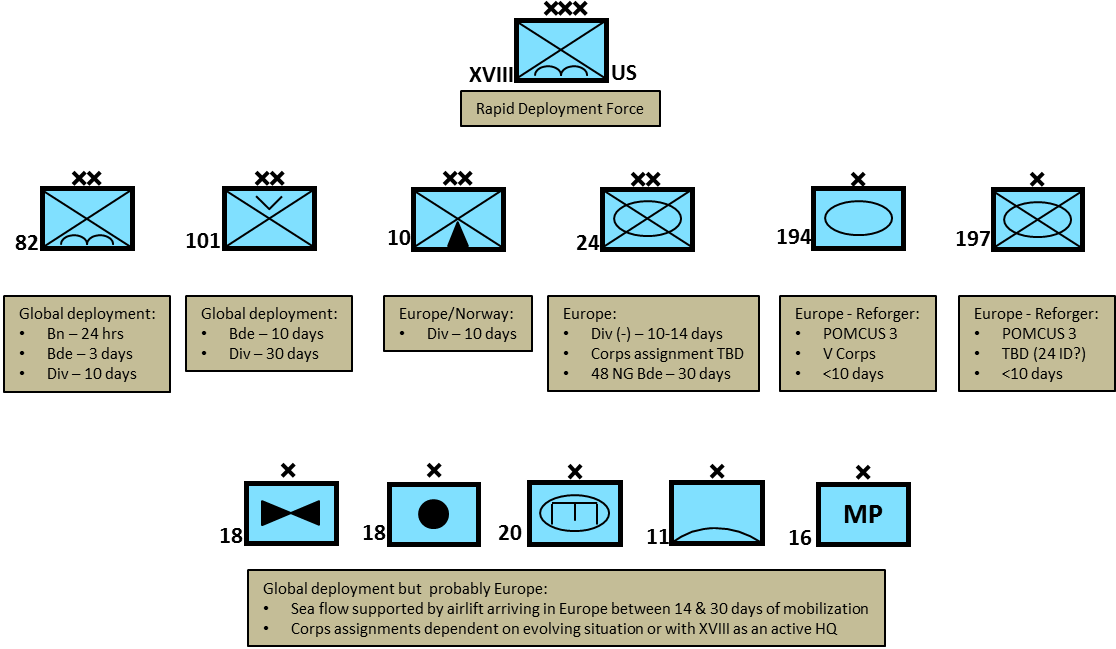 XVIII US
Rapid Deployment Force
82
101
10
24
194
197
Global deployment:
• Bn – 24 hrs
• Bde – 3 days
• Div – 10 days
Global deployment:
• Bde – 10 days
• Div – 30 days
Europe/Norway:
• Div – 10 days
Europe:
• Div (-) – 10-14 days
• Corps assignment TBD
• 48 NG Bde – 30 days
Europe - Reforger:
• POMCUS 3
• V Corps
• <10 days
Europe - Reforger:
• POMCUS 3
• TBD (24 ID?)
• <10 days
18
18
20
11
16
MP
Global deployment but probably Europe:
• Sea flow supported by airlift arriving in Europe between 14 & 30 days of mobilization
• Corps assignments dependent on evolving situation or with XVIII as an active HQ